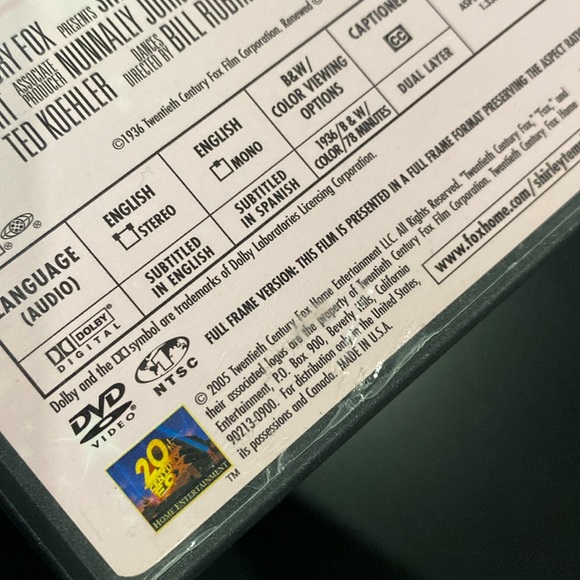 FOX
PRESENTS
ASSOCIATE
PRODUCER NUNNALLY
DANCES
DIRECTED BY BILL
TED KOEHLER
©1936 Twentieth Century Fox Film Corporation. Renewed ©
LANGUAGE
(AUDIO)
ENGLISH
STEREO
ENGLISH
MONO
B&W/
COLOR VIEWING
OPTIONS
CAPTIONED
CC
DOLBY
DIGITAL
SUBTITLED
IN ENGLISH
SUBTITLED
IN SPANISH
1936/B & W/
COLOR/78 MINUTES
DUAL LAYER
Dolby and the DD symbol are trademarks of Dolby Laboratories Licensing Corporation.
FULL FRAME VERSION: THIS FILM IS PRESENTED IN A FULL FRAME FORMAT PRESERVING THE ASPECT
DVD
VIDEO
NTSC
© 2005 Twentieth Century Fox Home Entertainment LLC. All Rights Reserved. "Twentieth Century Fox," "Fox," and
their associated logos are the property of Twentieth Century Fox Film Corporation. Twentieth Century Fox Home
Entertainment, P.O. Box 900, Beverly Hills, California
90213-0900. For distribution only in the United States,
its possessions and Canada. MADE IN U.S.A.
www.foxhome.com/shirleytem
20
CENTURY
FOX
HOME ENTERTAINMENT
TM